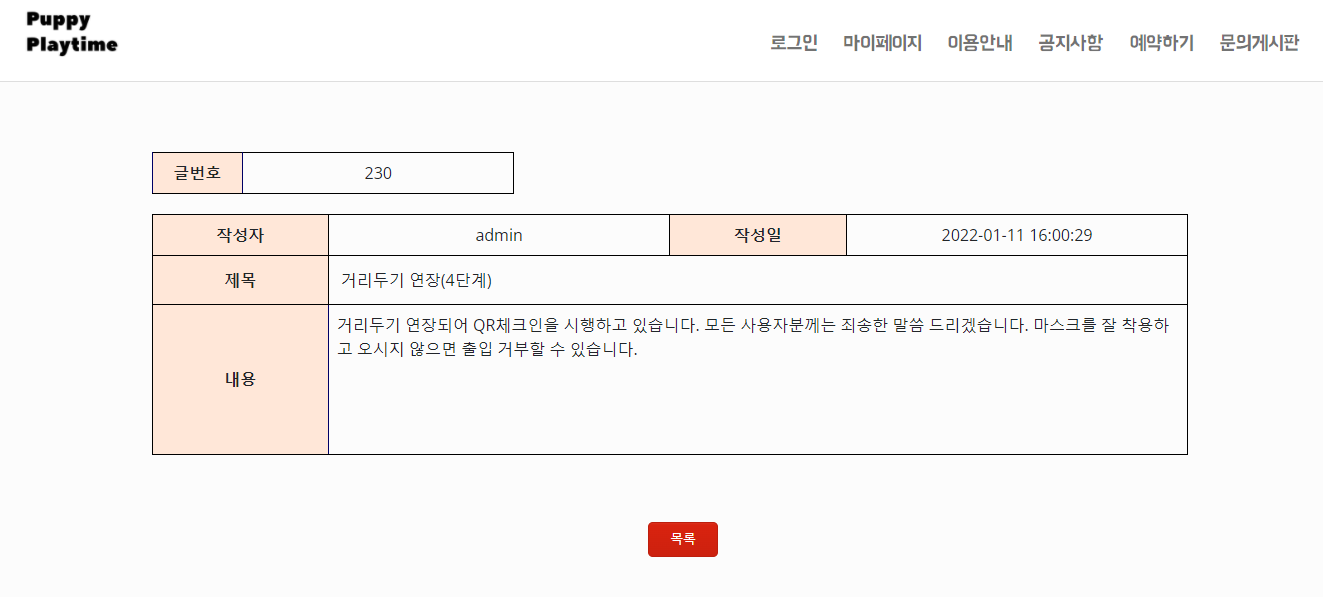 Puppy
Playtime
로그인 마이페이지 이용안내 공지사항 예약하기 문의게시판
글번호 230
작성자 admin 작성일 2022-01-11 16:00:29
제목 거리두기 연장(4단계)
거리두기 연장되어 QR체크인을 시행하고 있습니다. 모든 사용자분께는 죄송한 말씀 드리겠습니다. 마스크를 잘 착용하
고 오시지 않으면 출입 거부할 수 있습니다.
내용
목록